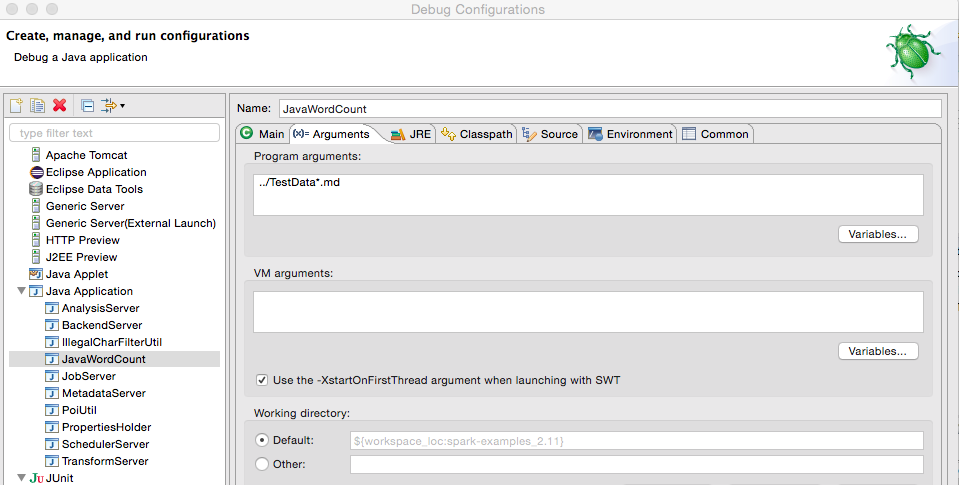 Debug Configurations
Create, manage, and run configurations
Debug a Java application
type filter text
Apache Tomcat
Eclipse Application
Eclipse Data Tools
Generic Server
Generic Server(External Launch)
HTTP Preview
J2EE Preview
Java Applet
Java Application
AnalysisServer
BackendServer
IllegalCharFilterUtil
JavaWordCount
JobServer
MetadataServer
PoiUtil
PropertiesHolder
SchedulerServer
TransformServer
JUnit
Name: JavaWordCount
Main (x)= Arguments JRE Classpath Source Environment Common
Program arguments:
../TestData*.md
Variables...
VM arguments:
Variables...
Use the -XstartOnFirstThread argument when launching with SWT
Working directory:
Default: ${workspace_loc:spark-examples_2.11}
Other: